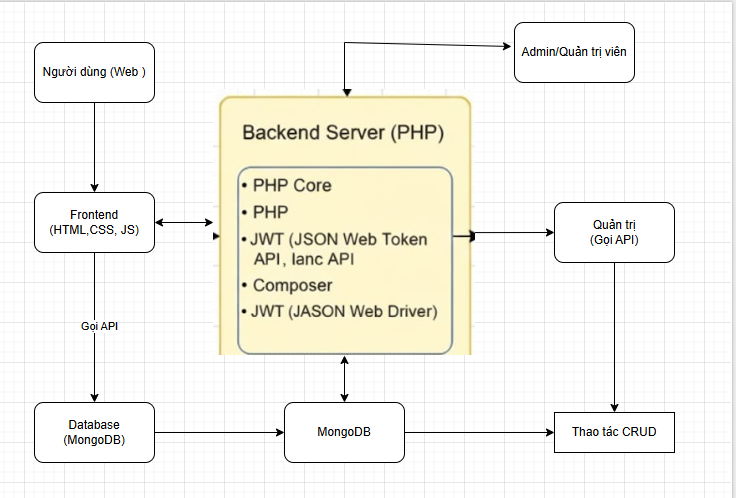 Admin/Quản trị viên
Người dùng (Web )
Backend Server (PHP)
• PHP Core
• PHP
• JWT (JSON Web Token
API, lanc API
• Composer
• JWT (JASON Web Driver)
Frontend
(HTML,CSS, JS)
Quản trị
(Gọi API)
Gọi API
Database
(MongoDB)
MongoDB
Thao tác CRUD